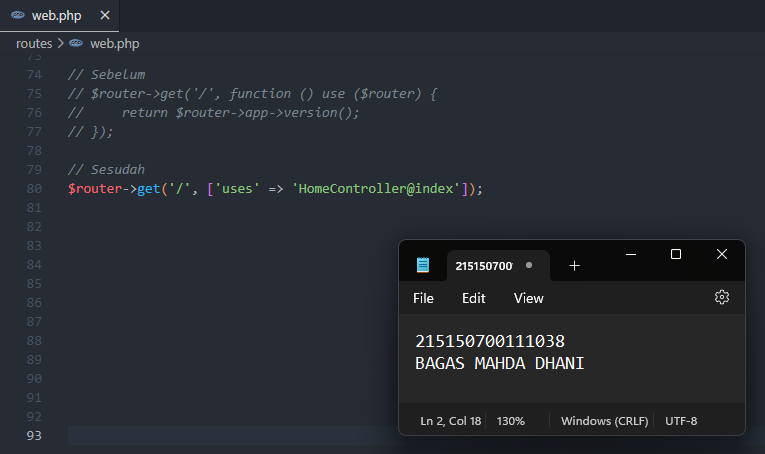 web.php
routes > web.php
73
74 // Sebelum
75 // $router->get('/', function () use ($router) {
76 //     return $router->app->version();
77 // });
78
79 // Sesudah
80 $router->get('/', ['uses' => 'HomeController@index']);
81
82
83
84
85
86
87
88
89
90
91
92
93
215150700
File Edit View
215150700111038
BAGAS MAHDA DHANI
Ln 2, Col 18 130% Windows (CRLF) UTF-8